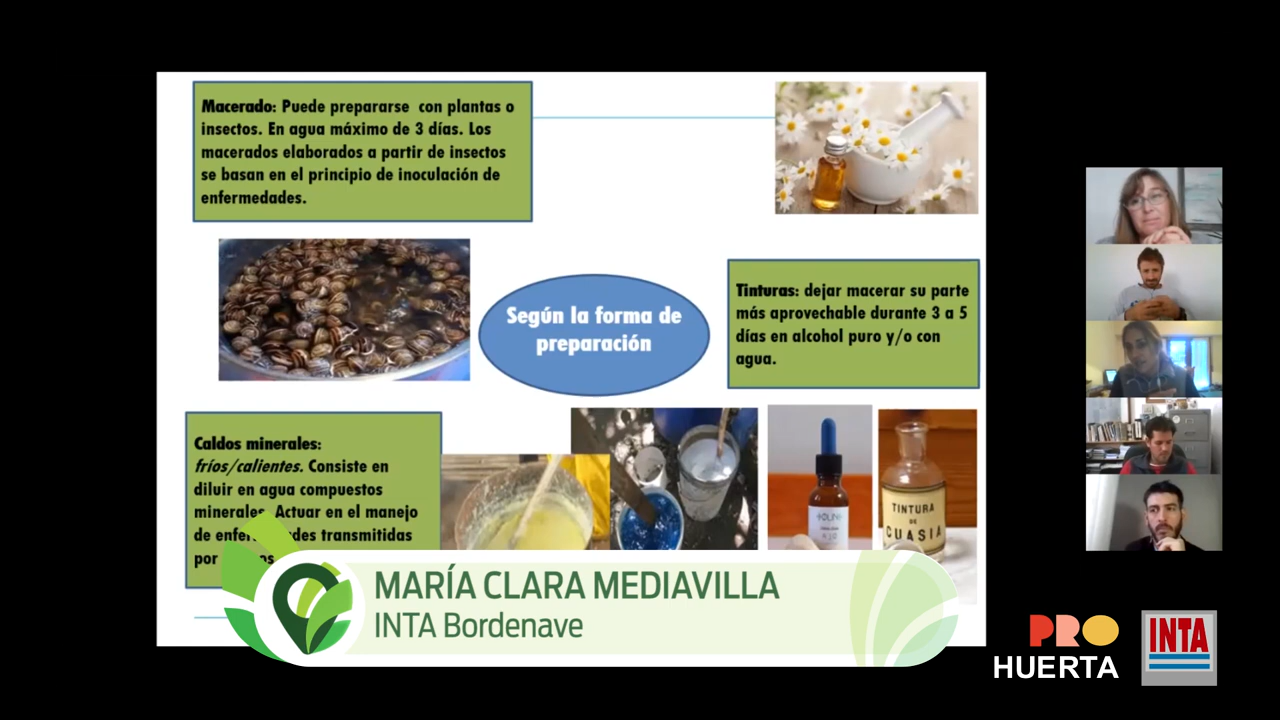 Macerado: Puede prepararse con plantas o
insectos. En agua máximo de 3 días. Los
macerados elaborados a partir de insectos
se basan en el principio de inoculación de
enfermedades.
Según la forma de
preparación
Tinturas: dejar macerar su parte
más aprovechable durante 3 a 5
días en alcohol puro y/o con
agua.
Caldos minerales:
fríos/calientes. Consiste en
diluir en agua compuestos
minerales. Actuar en el manejo
de transmitidas
por
TINTURA
DE
CUASIA
MARÍA CLARA MEDIAVILLA
INTA Bordenave
PRO
HUERTA
INTA